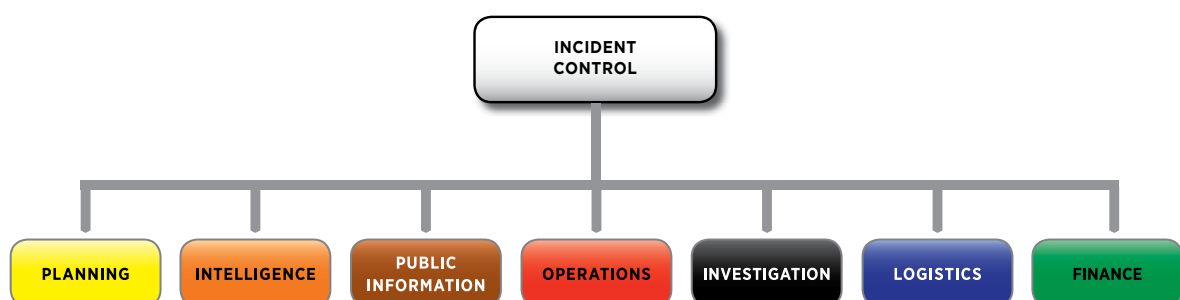 INCIDENT
CONTROL
PLANNING
INTELLIGENCE
PUBLIC
INFORMATION
OPERATIONS
INVESTIGATION
LOGISTICS
FINANCE